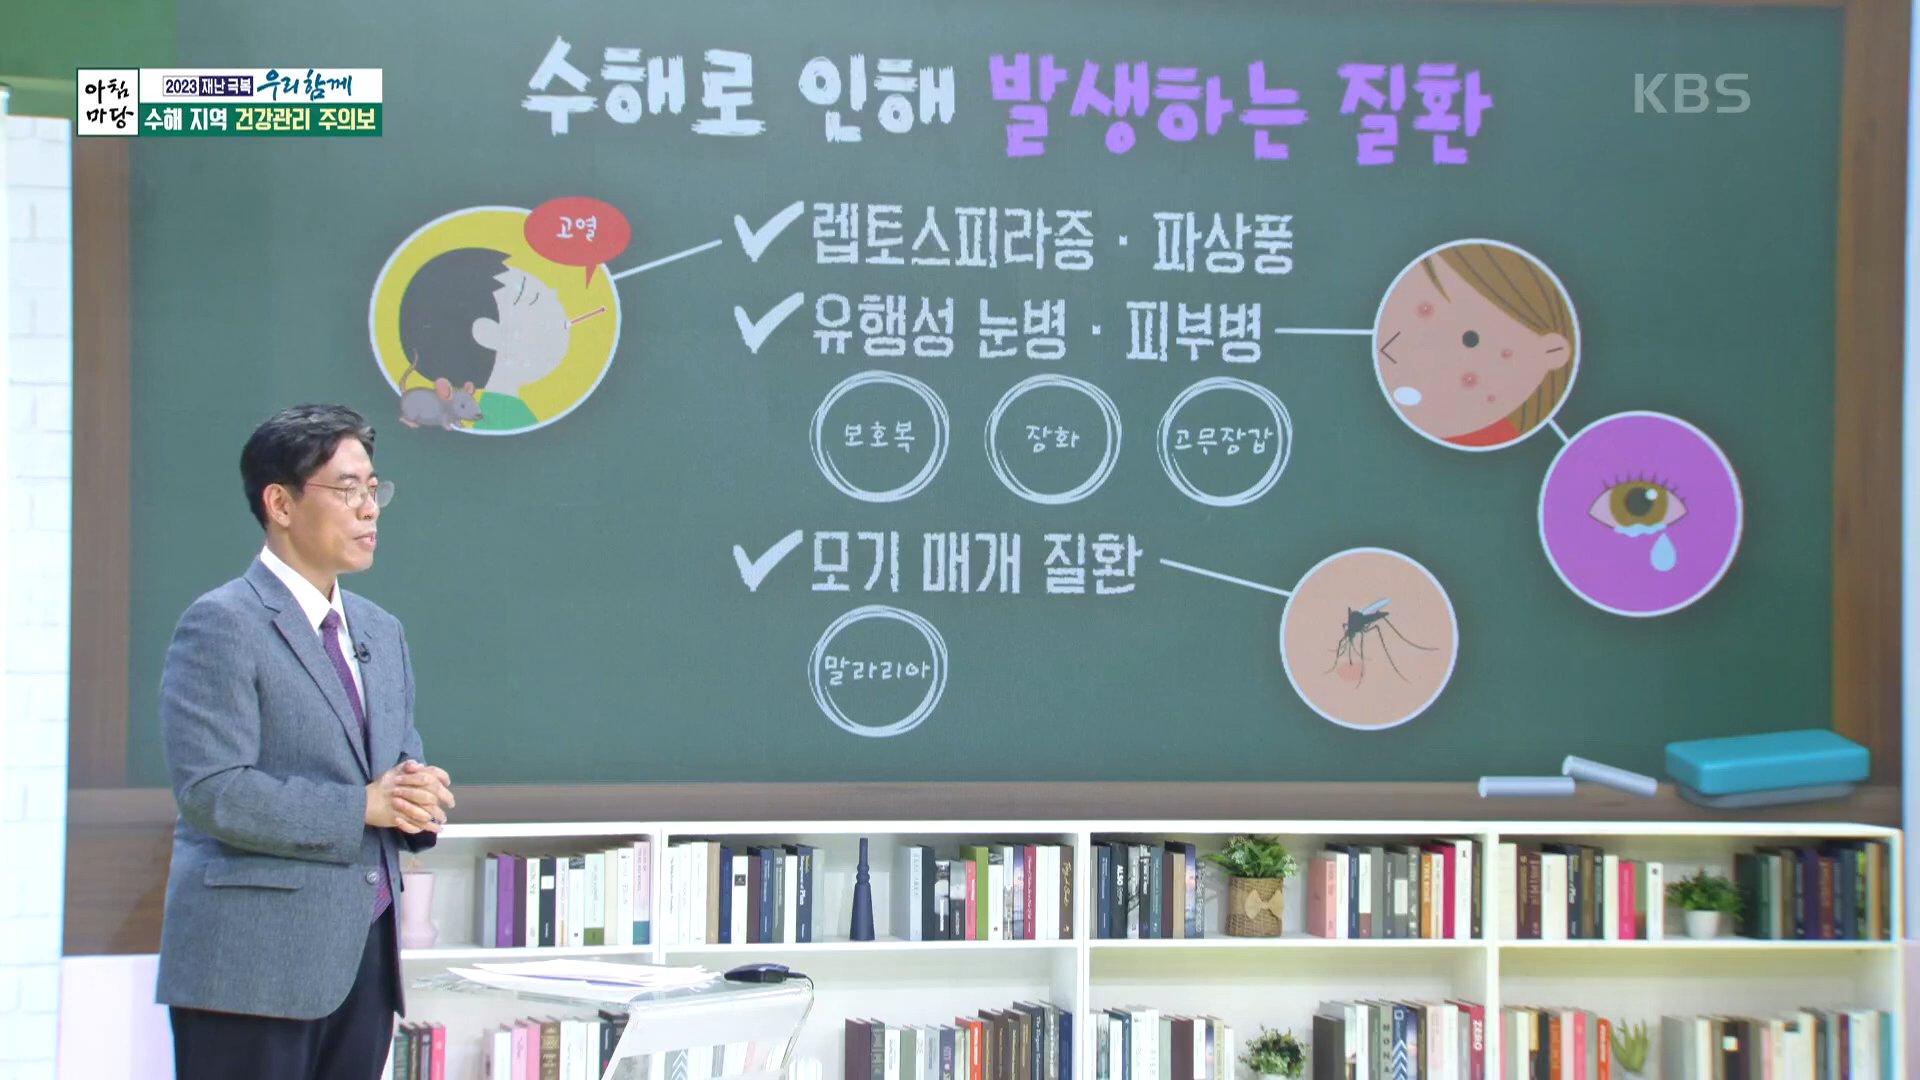 아침
마당
2023 재난 극복 우리 함께
수해 지역 건강관리 주의보
KBS
수해로 인해 발생하는 질환
고열
렙토스피라증 · 파상풍
유행성 눈병 · 피부병
보호복
장화
고무장갑
모기 매개 질환
말라리아
ALSO
ZERO